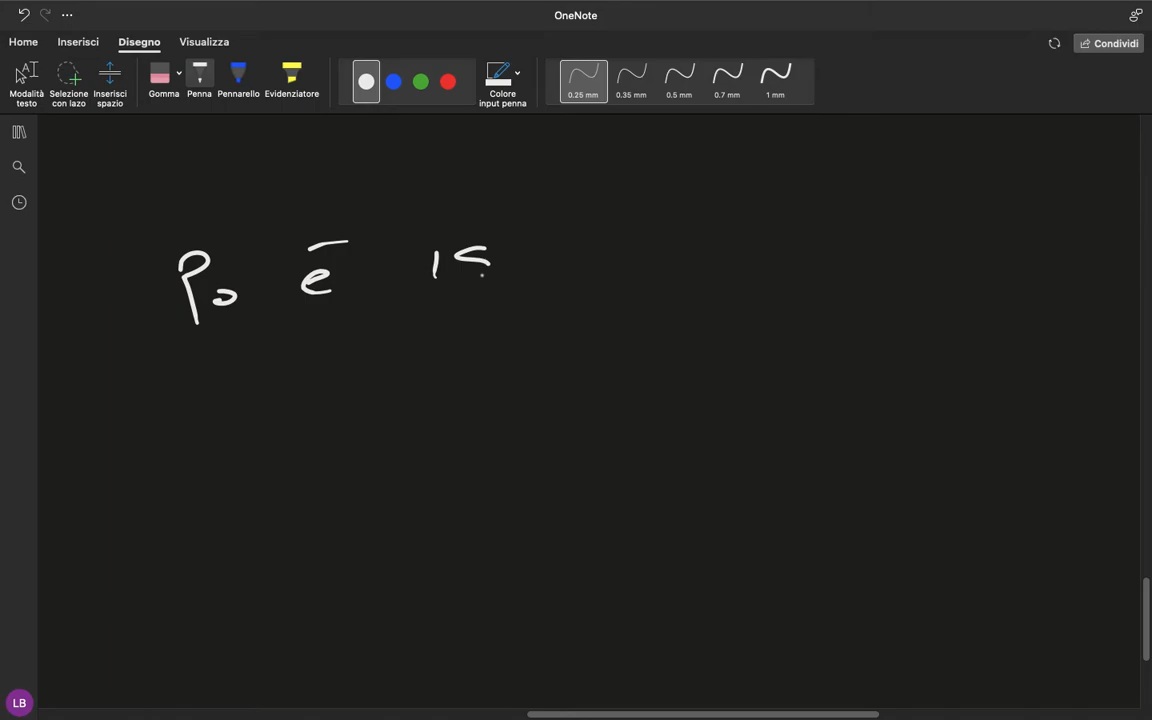 OneNote
Home Inserisci Disegno Visualizza
Condividi
Modalità testo
Selezione con lazo
Inserisci spazio
Gomma
Penna
Pennarello
Evidenziatore
Colore input penna
0.25 mm
0.35 mm
0.5 mm
0.7 mm
1 mm
ρ₀ e̅ 15
LB